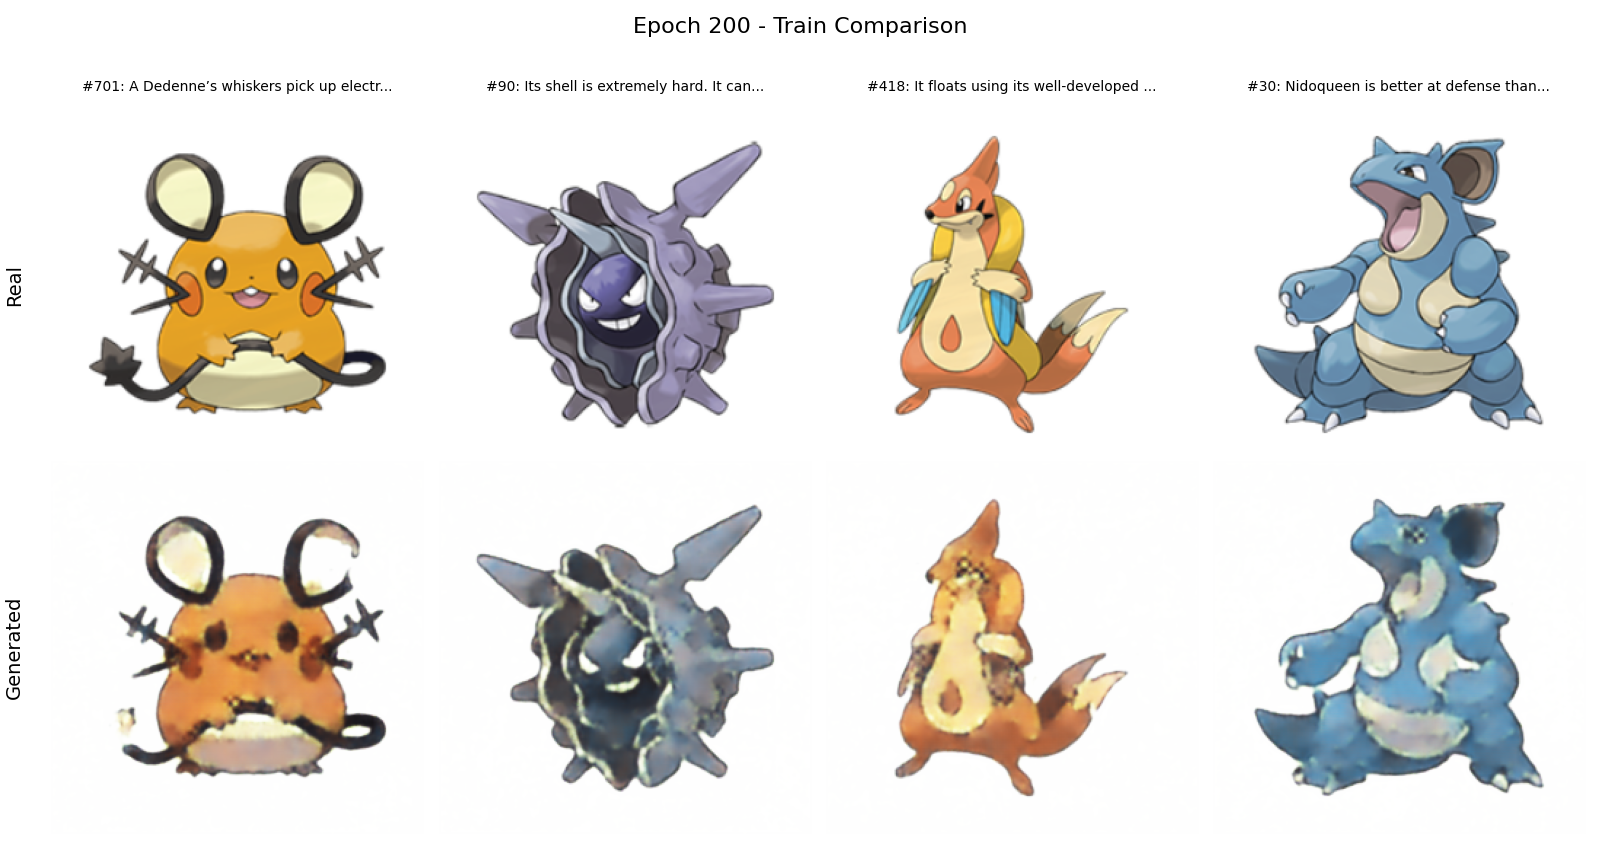 Epoch 200 - Train Comparison
#701: A Dedenne’s whiskers pick up electr...
#90: Its shell is extremely hard. It can...
#418: It floats using its well-developed ...
#30: Nidoqueen is better at defense than...
Real
Generated